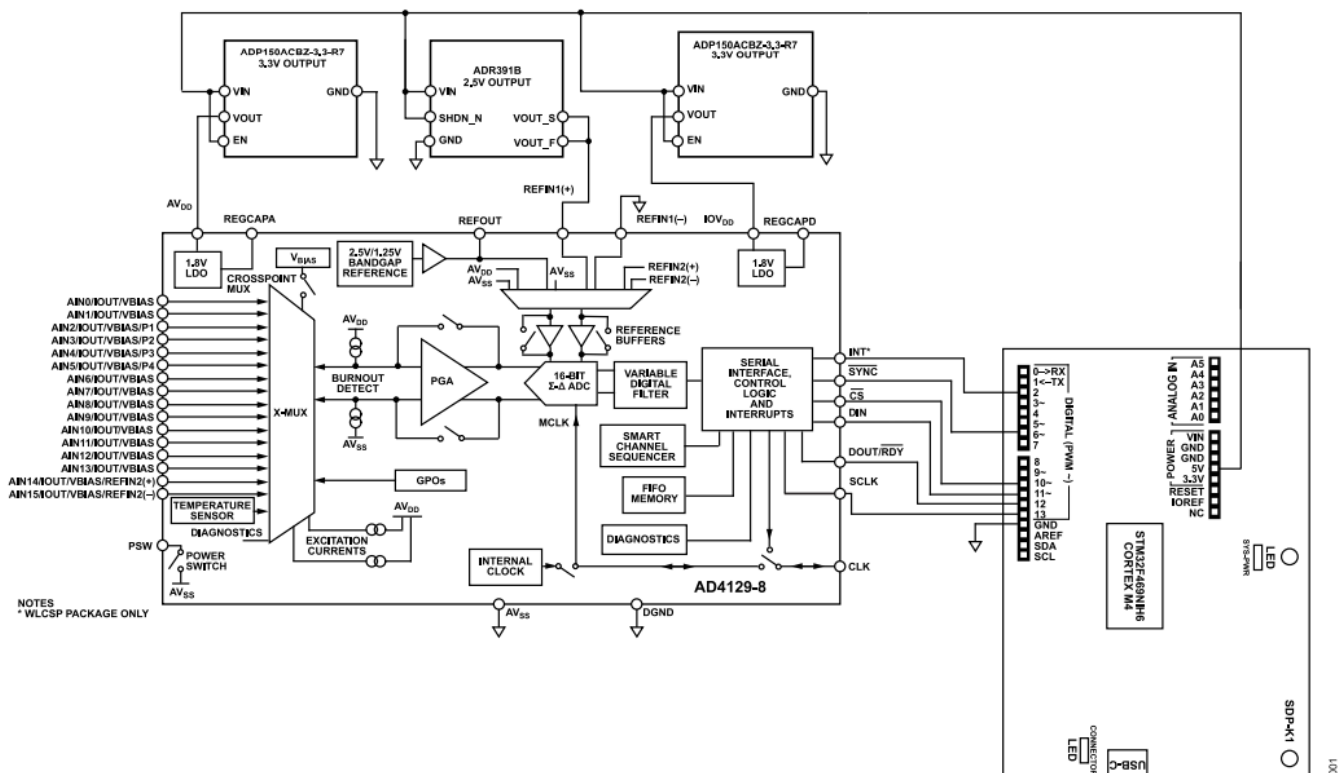 ADP150ACBZ-3.3-R7
3.3V OUTPUT
VIN
GND
VOUT
EN
ADR391B
2.5V OUTPUT
VIN
SHDN_N
VOUT_S
GND
VOUT_F
ADP150ACBZ-3.3-R7
3.3V OUTPUT
VIN
GND
VOUT
EN
AVDD
REGCAPA
REFOUT
REFIN1(+)
REFIN1(–)
IOVDD
REGCAPD
1.8V
LDO
VBIAS
CROSSPOINT
MUX
2.5V/1.25V
BANDGAP
REFERENCE
AVDD
AVSS
AVSS
REFIN2(+)
REFIN2(–)
1.8V
LDO
AIN0/IOUT/VBIAS
AIN1/IOUT/VBIAS
AIN2/IOUT/VBIAS/P1
AIN3/IOUT/VBIAS/P2
AIN4/IOUT/VBIAS/P3
AIN5/IOUT/VBIAS/P4
AIN6/IOUT/VBIAS
AIN7/IOUT/VBIAS
AIN8/IOUT/VBIAS
AIN9/IOUT/VBIAS
AIN10/IOUT/VBIAS
AIN11/IOUT/VBIAS
AIN12/IOUT/VBIAS
AIN13/IOUT/VBIAS
AIN14/IOUT/VBIAS/REFIN2(+)
AIN15/IOUT/VBIAS/REFIN2(–)
TEMPERATURE
SENSOR
DIAGNOSTICS
PSW
POWER
SWITCH
AVSS
X-MUX
AVDD
BURNOUT
DETECT
AVSS
PGA
REFERENCE
BUFFERS
16-BIT
Σ-Δ ADC
VARIABLE
DIGITAL
FILTER
SERIAL
INTERFACE,
CONTROL
LOGIC
AND
INTERRUPTS
MCLK
GPOs
AVDD
EXCITATION
CURRENTS
SMART
CHANNEL
SEQUENCER
FIFO
MEMORY
DIAGNOSTICS
INTERNAL
CLOCK
AD4129-8
AVSS
DGND
INT*
SYNC
CS
DIN
DOUT/RDY
SCLK
CLK
NOTES
* WLCSP PACKAGE ONLY
0-->RX
1<--TX
2
3~
4
5~
6~
7
8
9~
10~
11~
12
13
GND
AREF
SDA
SCL
DIGITAL (PWM ~)
ANALOG IN
A5
A4
A3
A2
A1
A0
POWER
VIN
GND
GND
5V
3.3V
RESET
IOREF
NC
STM32F469NIH6
CORTEX M4
LED
SYS-PWR
SDP-K1
CONNECTOR
LED
USB-C
001